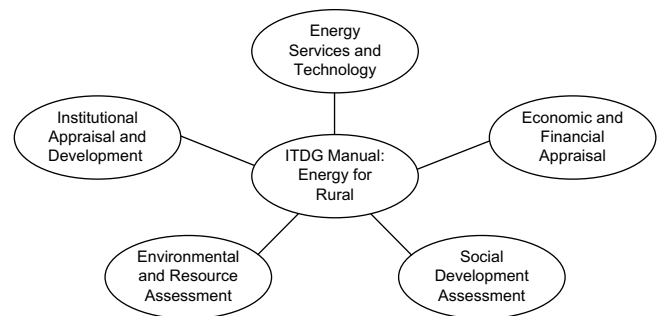 Energy
Services and
Technology
Institutional
Appraisal and
Development
Economic and
Financial
Appraisal
ITDG Manual:
Energy for
Rural
Environmental
and Resource
Assessment
Social
Development
Assessment